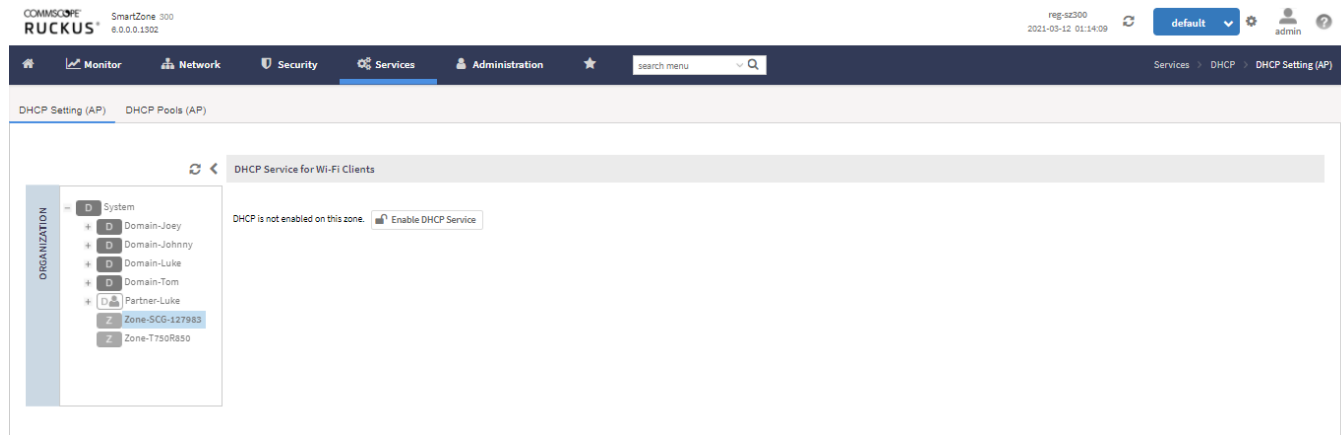 COMMSCOPE
RUCKUS®
SmartZone 300
6.0.0.0.1302
reg-sz300
2021-03-12 01:14:09
default
admin
Monitor
Network
Security
Services
Administration
search menu
Services > DHCP > DHCP Setting (AP)
DHCP Setting (AP)
DHCP Pools (AP)
DHCP Service for Wi-Fi Clients
ORGANIZATION
D System
D Domain-Joey
D Domain-Johnny
D Domain-Luke
D Domain-Tom
D Partner-Luke
Z Zone-SCG-127983
Z Zone-T750R850
DHCP is not enabled on this zone. Enable DHCP Service